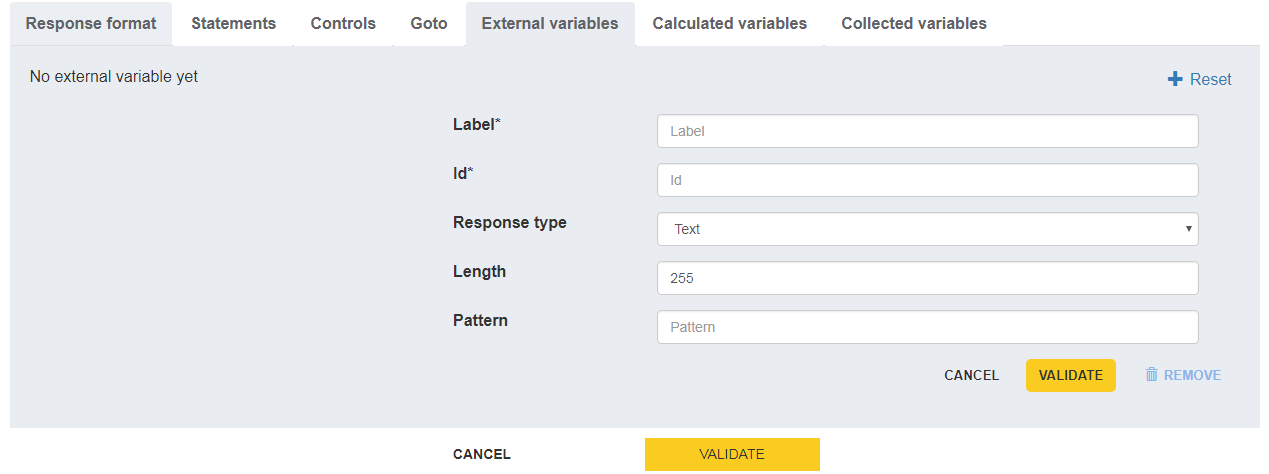 Response format Statements Controls Goto External variables Calculated variables Collected variables
No external variable yet
Reset
Label* Label
Id* Id
Response type Text
Length 255
Pattern Pattern
CANCEL VALIDATE REMOVE
CANCEL VALIDATE